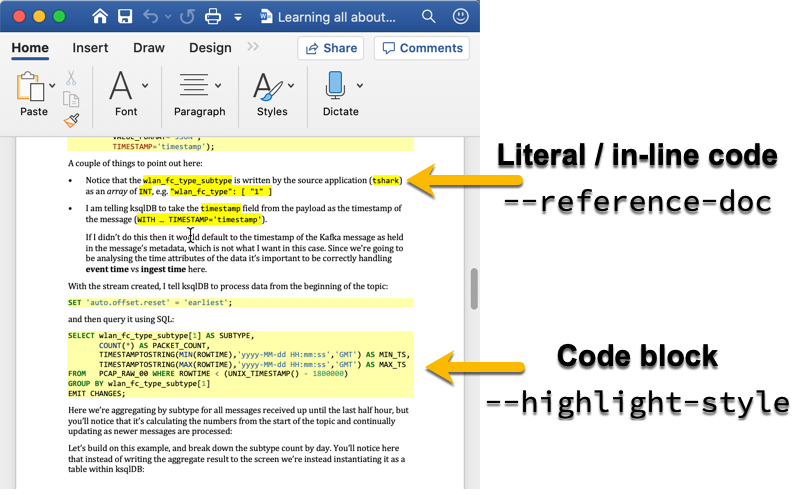 Learning all about...
Home Insert Draw Design Share Comments
Paste Font Paragraph Styles Dictate
TIMESTAMP='timestamp');
A couple of things to point out here:
• Notice that the wlan_fc_type_subtype is written by the source application (tshark)
as an array of INT, e.g. "wlan_fc_type": [ "1" ]
• I am telling ksqlDB to take the timestamp field from the payload as the timestamp of
the message (WITH … TIMESTAMP='timestamp').
If I didn't do this then it would default to the timestamp of the Kafka message as held
in the message's metadata, which is not what I want in this case. Since we're going to
be analysing the time attributes of the data it's important to be correctly handling
event time vs ingest time here.
With the stream created, I tell ksqlDB to process data from the beginning of the topic:
SET 'auto.offset.reset' = 'earliest';
and then query it using SQL:
SELECT wlan_fc_type_subtype[1] AS SUBTYPE,
COUNT(*) AS PACKET_COUNT,
TIMESTAMPTOSTRING(MIN(ROWTIME),'yyyy-MM-dd HH:mm:ss','GMT') AS MIN_TS,
TIMESTAMPTOSTRING(MAX(ROWTIME),'yyyy-MM-dd HH:mm:ss','GMT') AS MAX_TS
FROM PCAP_RAW_00 WHERE ROWTIME < (UNIX_TIMESTAMP() - 1800000)
GROUP BY wlan_fc_type_subtype[1]
EMIT CHANGES;
Here we're aggregating by subtype for all messages received up until the last half hour, but
you'll notice that it's calculating the numbers from the start of the topic and continually
updating as newer messages are processed:
Let's build on this example, and break down the subtype count by day. You'll notice here
that instead of writing the aggregate result to the screen we're instead instantiating it as a
table within ksqlDB:
Literal / in-line code
--reference-doc
Code block
--highlight-style